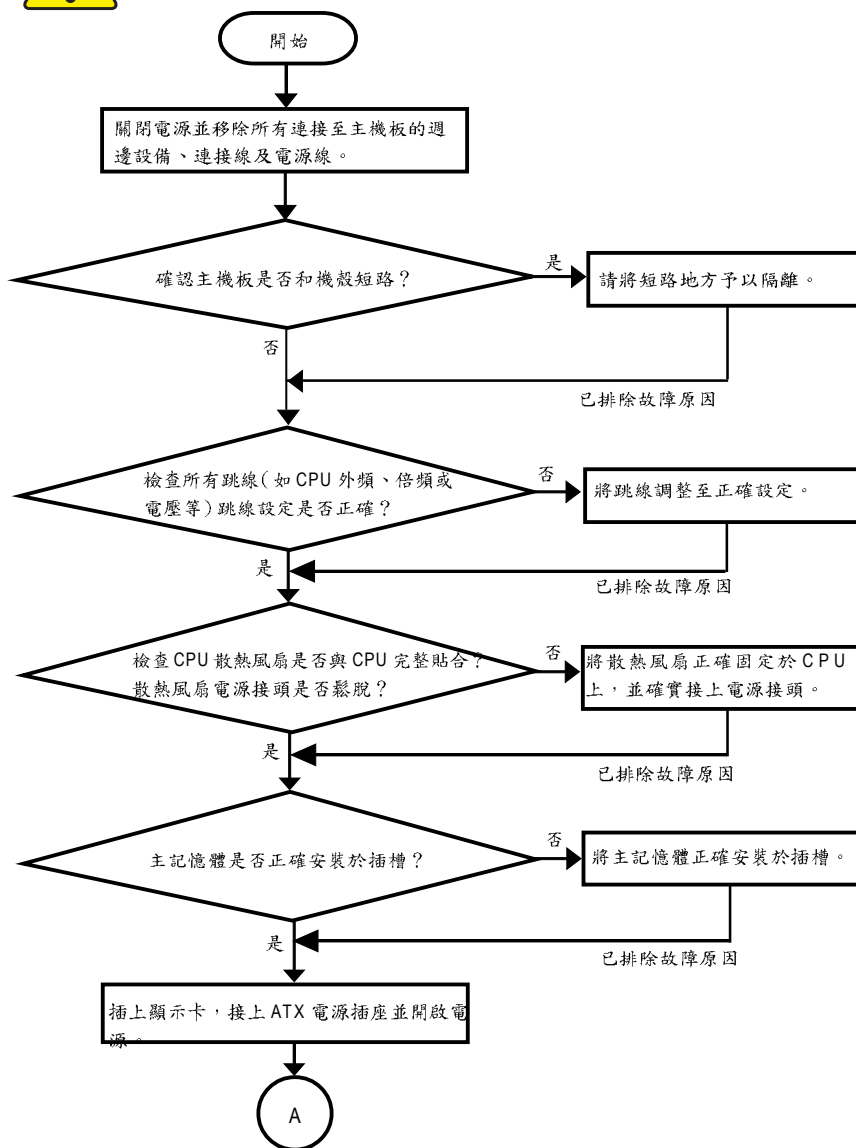 開始
關閉電源並移除所有連接至主機板的週
邊設備、連接線及電源線。
確認主機板是否和機殼短路？
是
請將短路地方予以隔離。
否
已排除故障原因
檢查所有跳線(如 CPU 外頻、倍頻或
電壓等)跳線設定是否正確？
否
將跳線調整至正確設定。
是
已排除故障原因
檢查 CPU 散熱風扇是否與 CPU 完整貼合？
散熱風扇電源接頭是否鬆脫？
否
將散熱風扇正確固定於 CPU
上，並確實接上電源接頭。
是
已排除故障原因
主記憶體是否正確安裝於插槽？
否
將主記憶體正確安裝於插槽。
是
已排除故障原因
插上顯示卡，接上 ATX 電源插座並開啟電
源。
A